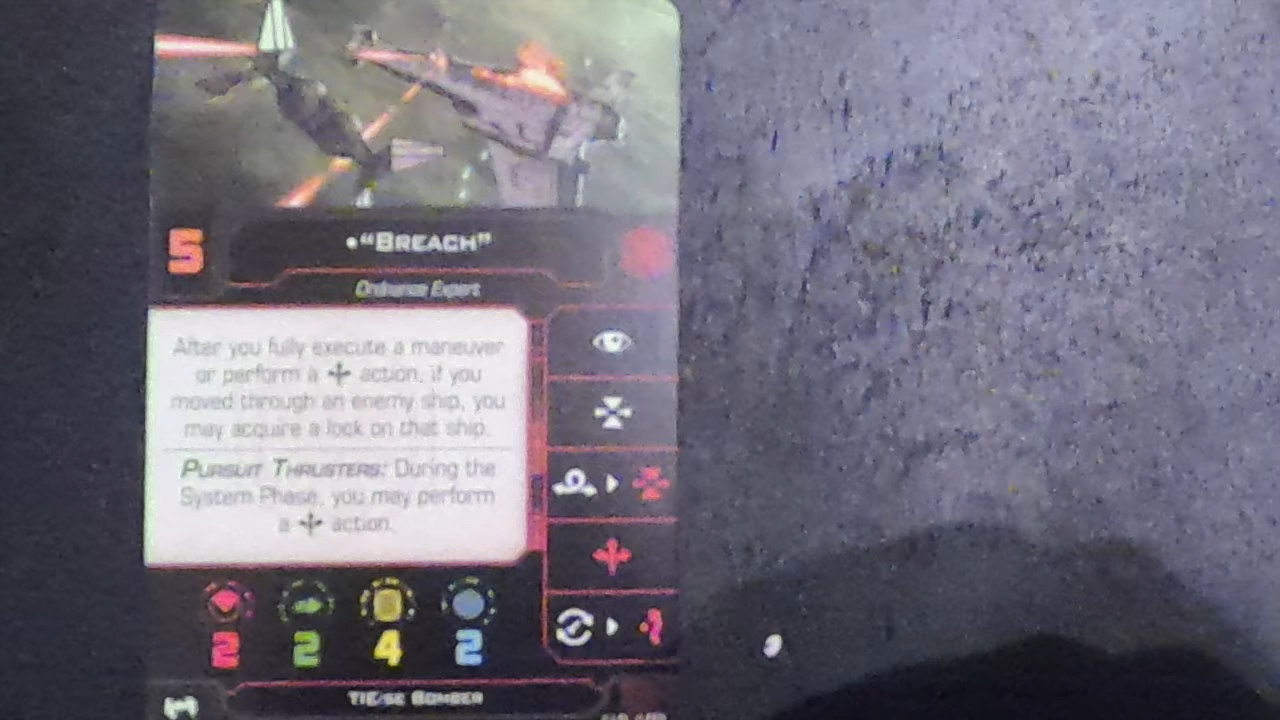 5
•"BREACH"
Ordnance Expert
After you fully execute a maneuver
or perform a action, if you
moved through an enemy ship, you
may acquire a lock on that ship.
PURSUIT THRUSTERS: During the
System Phase, you may perform
a action.
2 2 4 2
TIE/SE BOMBER